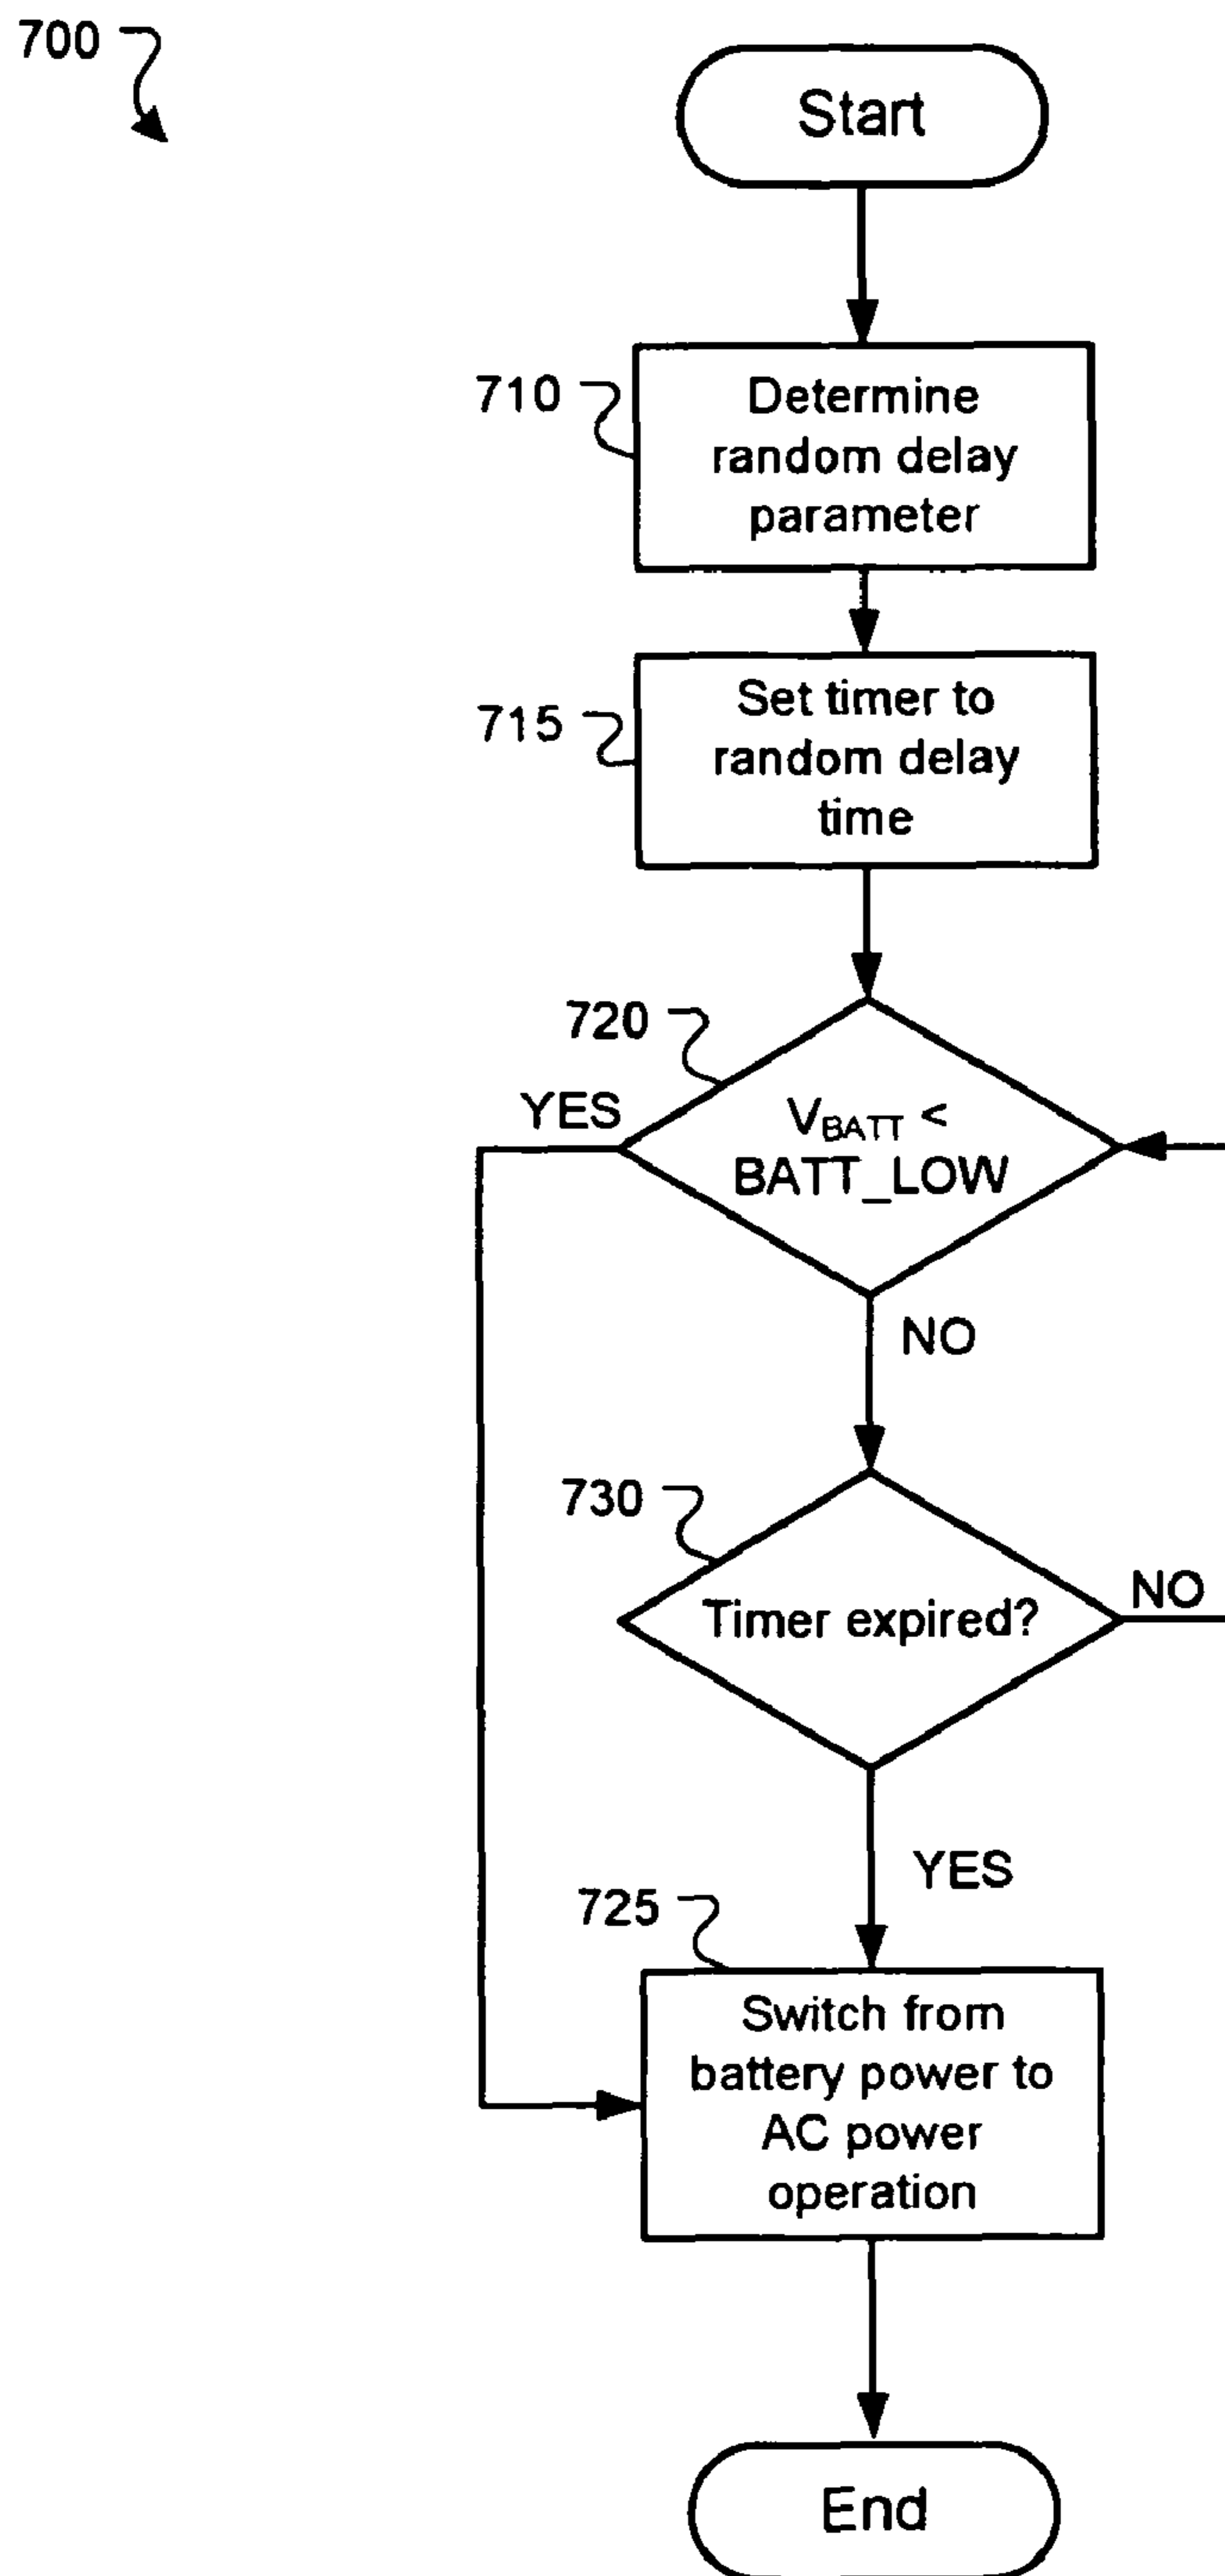 700
Start
710
Determine
random delay
parameter
715
Set timer to
random delay
time
720
YES
V_BATT <
BATT_LOW
NO
730
Timer expired?
NO
YES
725
Switch from
battery power to
AC power
operation
End